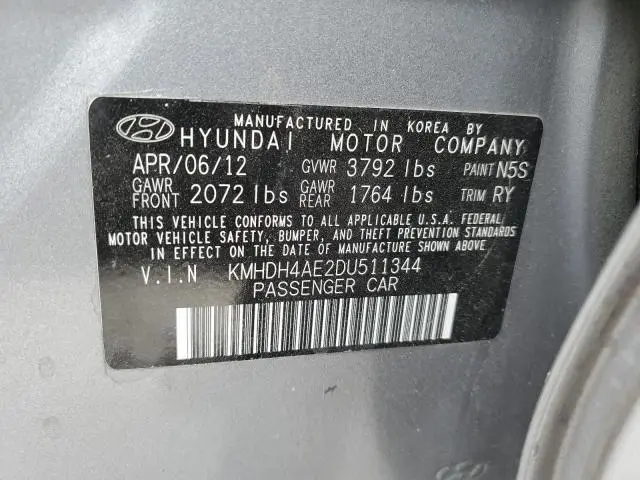 MANUFACTURED IN KOREA BY
HYUNDAI MOTOR COMPANY
APR/06/12 GVWR 3792 lbs PAINT N5S
GAWR FRONT 2072 lbs GAWR REAR 1764 lbs TRIM RY
THIS VEHICLE CONFORMS TO ALL APPLICABLE U.S.A. FEDERAL
MOTOR VEHICLE SAFETY, BUMPER, AND THEFT PREVENTION STANDARDS
IN EFFECT ON THE DATE OF MANUFACTURE SHOWN ABOVE.
V.I.N KMHDH4AE2DU511344
PASSENGER CAR